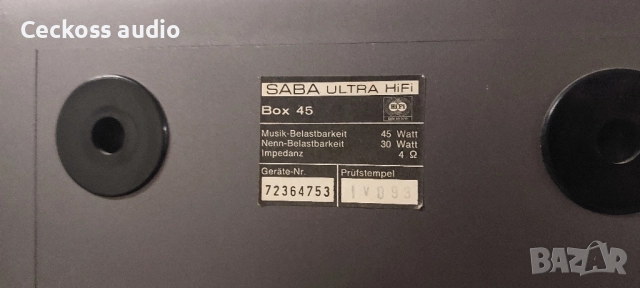 Ceckoss audio
SABA ULTRA HiFi
Box 45
Musik-Belastbarkeit 45 Watt
Nenn-Belastbarkeit 30 Watt
Impedanz 4 Ω
Geräte-Nr. Prüfstempel
72364753
BAZAR